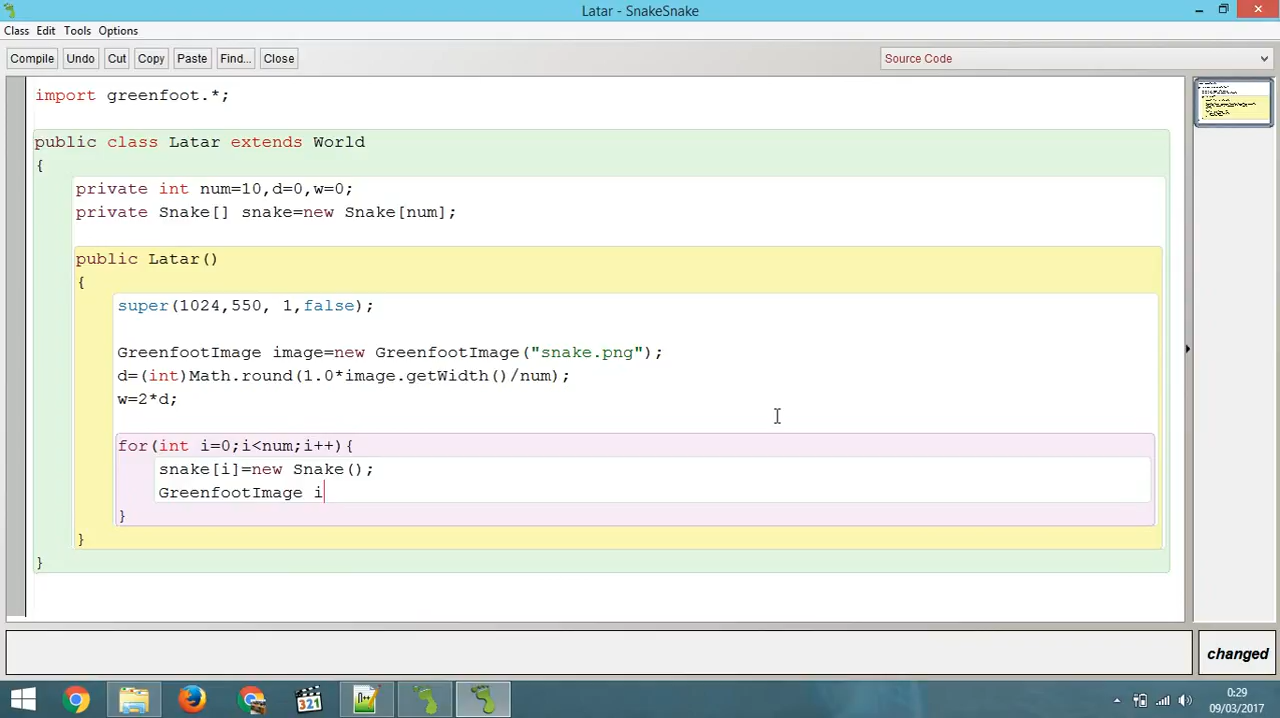 Latar - SnakeSnake
Class Edit Tools Options
Compile Undo Cut Copy Paste Find... Close Source Code
import greenfoot.*;
public class Latar extends World
{
private int num=10,d=0,w=0;
private Snake[] snake=new Snake[num];
public Latar()
{
super(1024,550, 1,false);
GreenfootImage image=new GreenfootImage("snake.png");
d=(int)Math.round(1.0*image.getWidth()/num);
w=2*d;
for(int i=0;i<num;i++){
snake[i]=new Snake();
GreenfootImage i
}
}
}
changed
321
0:29
09/03/2017